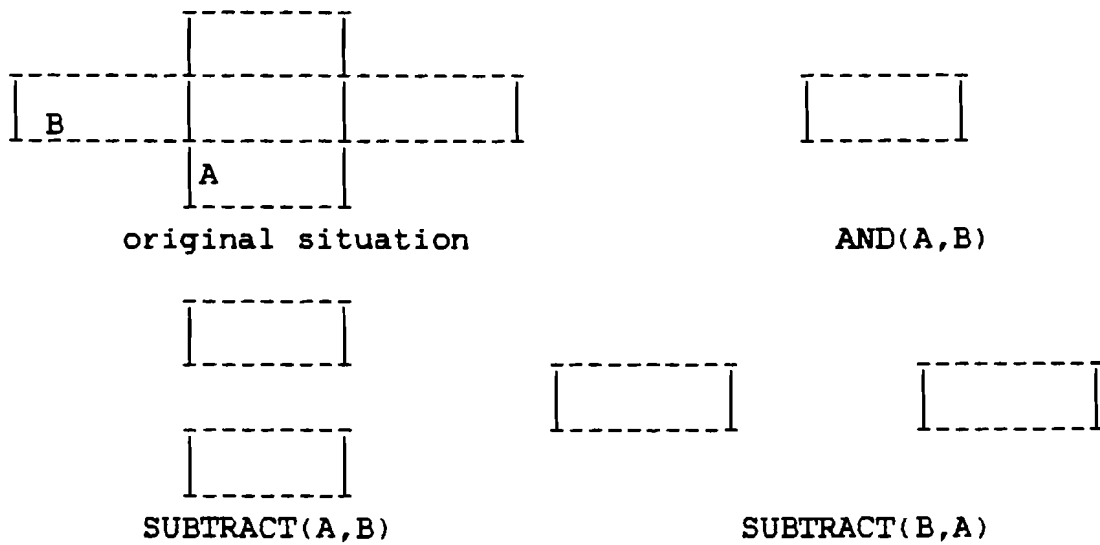 B
A
original situation
AND(A,B)
SUBTRACT(A,B)
SUBTRACT(B,A)